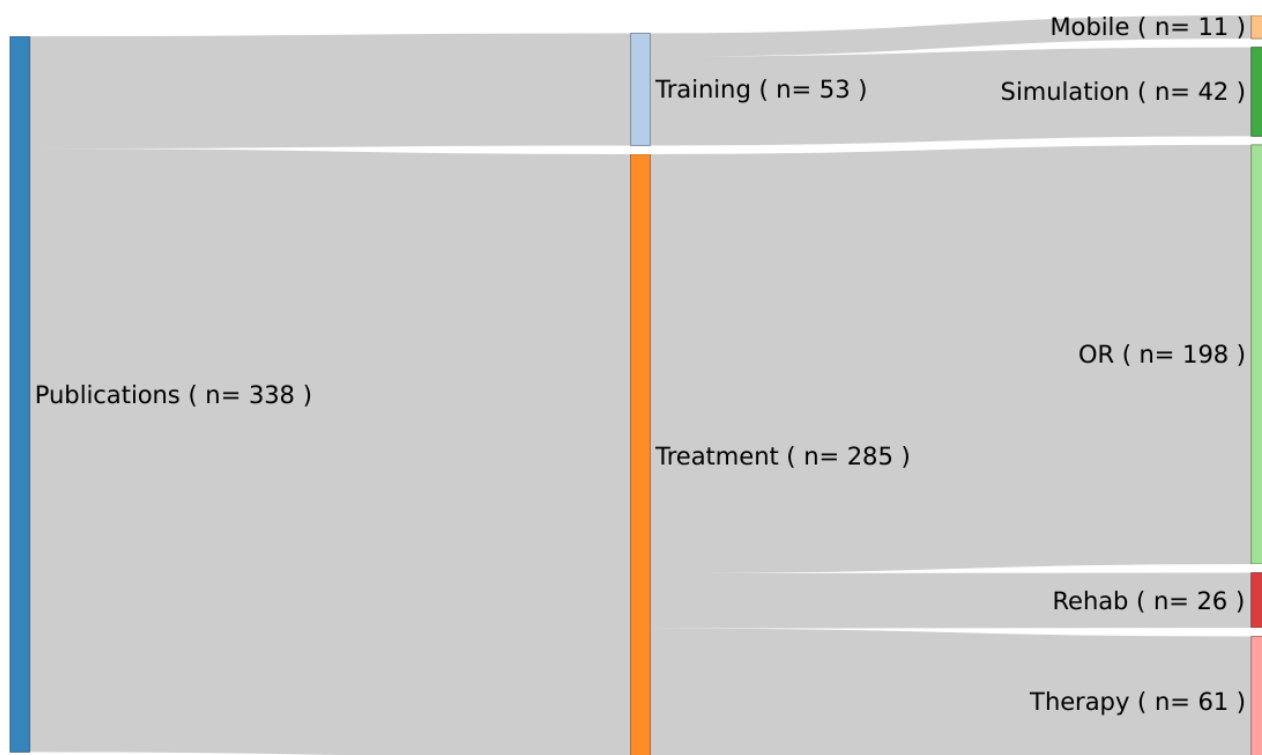 Publications ( n= 338 )
Training ( n= 53 )
Treatment ( n= 285 )
Mobile ( n= 11 )
Simulation ( n= 42 )
OR ( n= 198 )
Rehab ( n= 26 )
Therapy ( n= 61 )